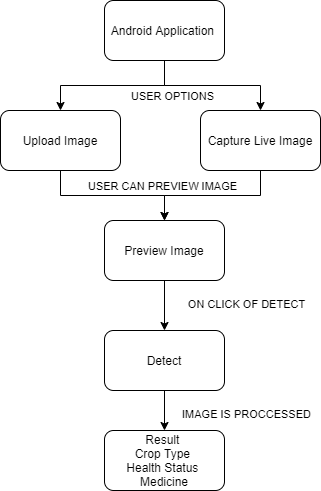 Android Application
USER OPTIONS
Upload Image
Capture Live Image
USER CAN PREVIEW IMAGE
Preview Image
ON CLICK OF DETECT
Detect
IMAGE IS PROCCESSED
Result
Crop Type
Health Status
Medicine